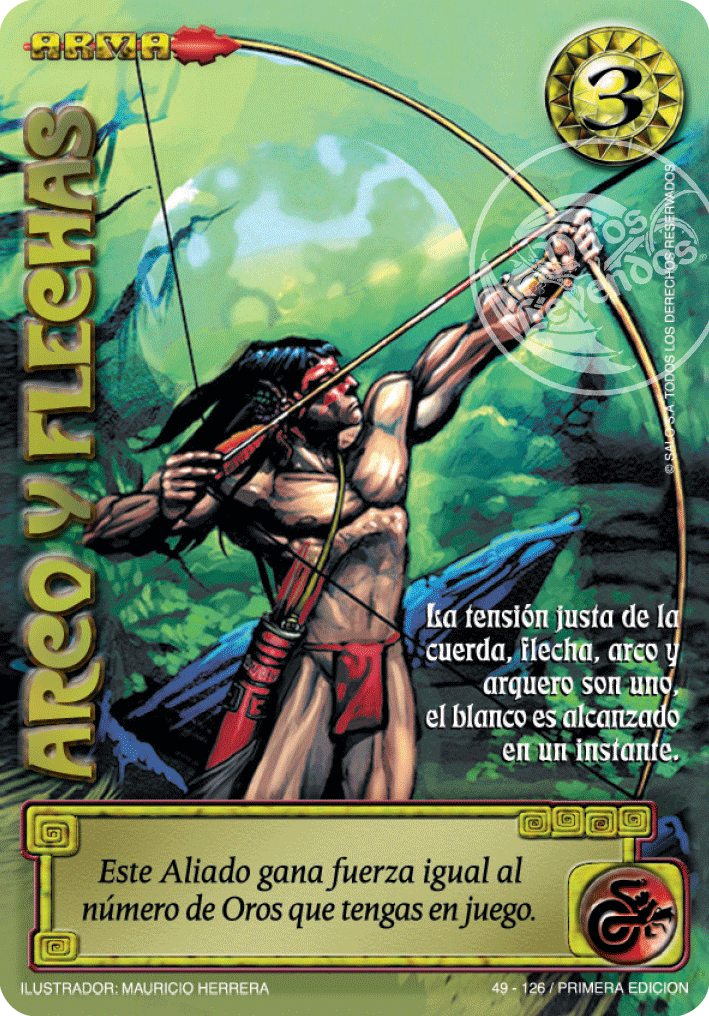 ARMA
3
ARCO Y FLECHAS
Mitos
y
Leyendas
®
© SALO S.A. TODOS LOS DERECHOS RESERVADOS
La tensión justa de la
cuerda, flecha, arco y
arquero son uno,
el blanco es alcanzado
en un instante.
Este Aliado gana fuerza igual al
número de Oros que tengas en juego.
ILUSTRADOR: MAURICIO HERRERA
49 - 126 / PRIMERA EDICION